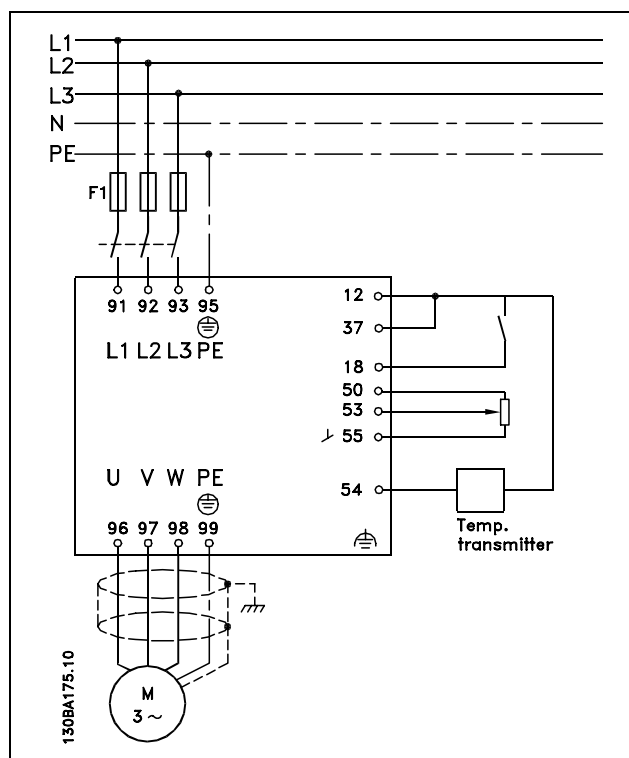 L1
L2
L3
N
PE
F1
91 92 93 95
L1 L2 L3 PE
12
37
18
50
53
55
54
Temp.
transmitter
U V W PE
96 97 98 99
M
3 ~
130BA175.10